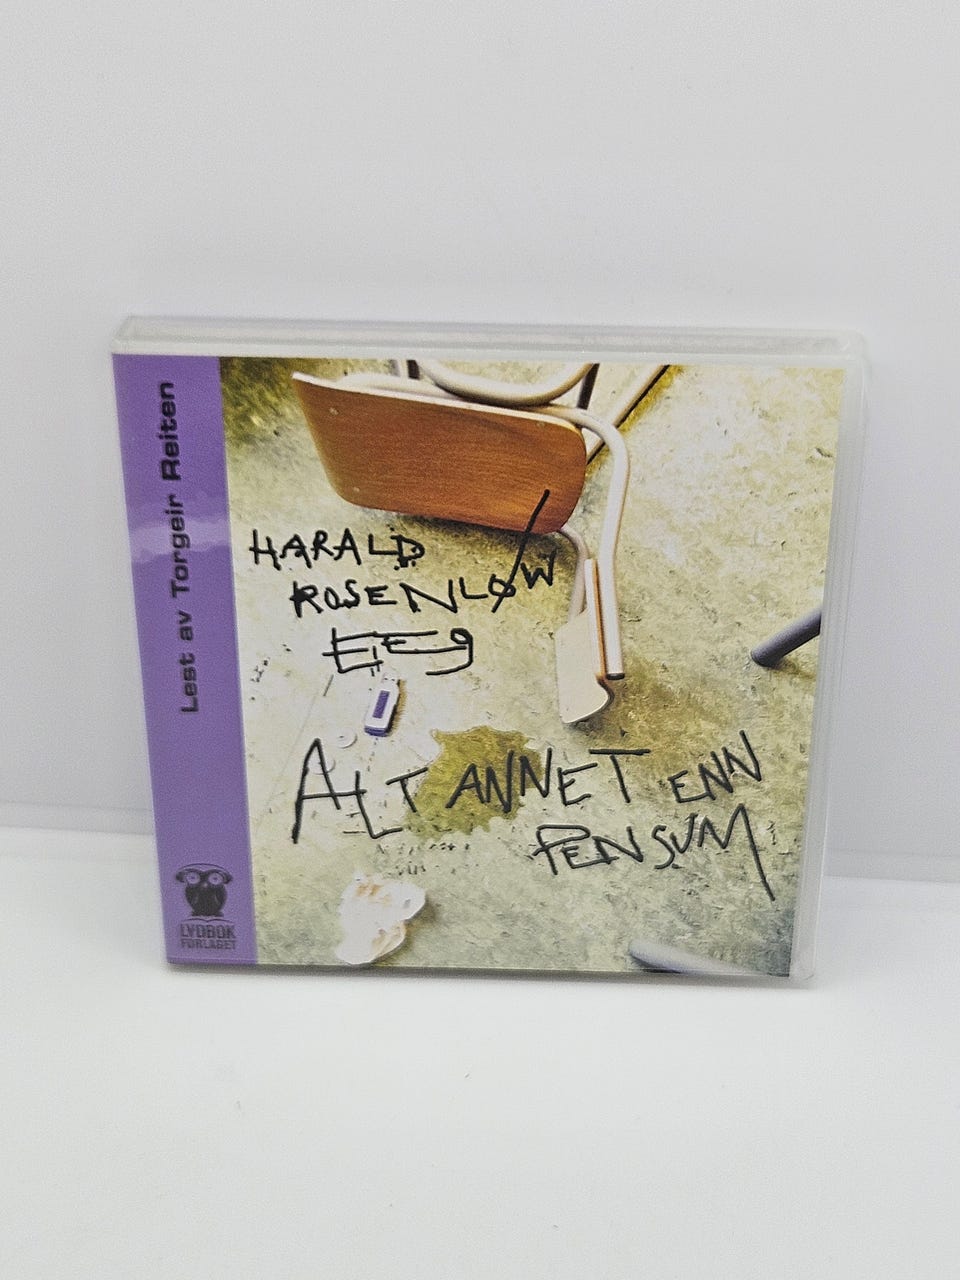 Lest av Torgeir Reiten
HARALD
ROSENLØW
EEG
ALT ANNET ENN
PENSUM
LYDBOK
FORLAGET